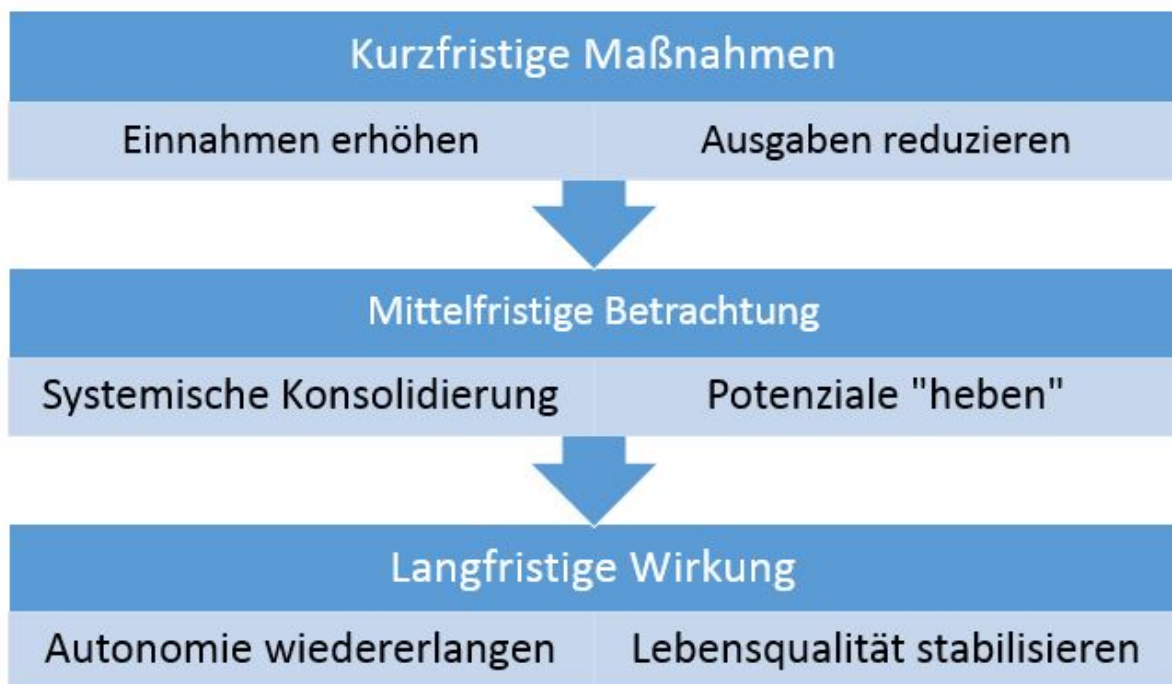 Kurzfristige Maßnahmen
Einnahmen erhöhen
Ausgaben reduzieren
Mittelfristige Betrachtung
Systemische Konsolidierung
Potenziale "heben"
Langfristige Wirkung
Autonomie wiedererlangen
Lebensqualität stabilisieren